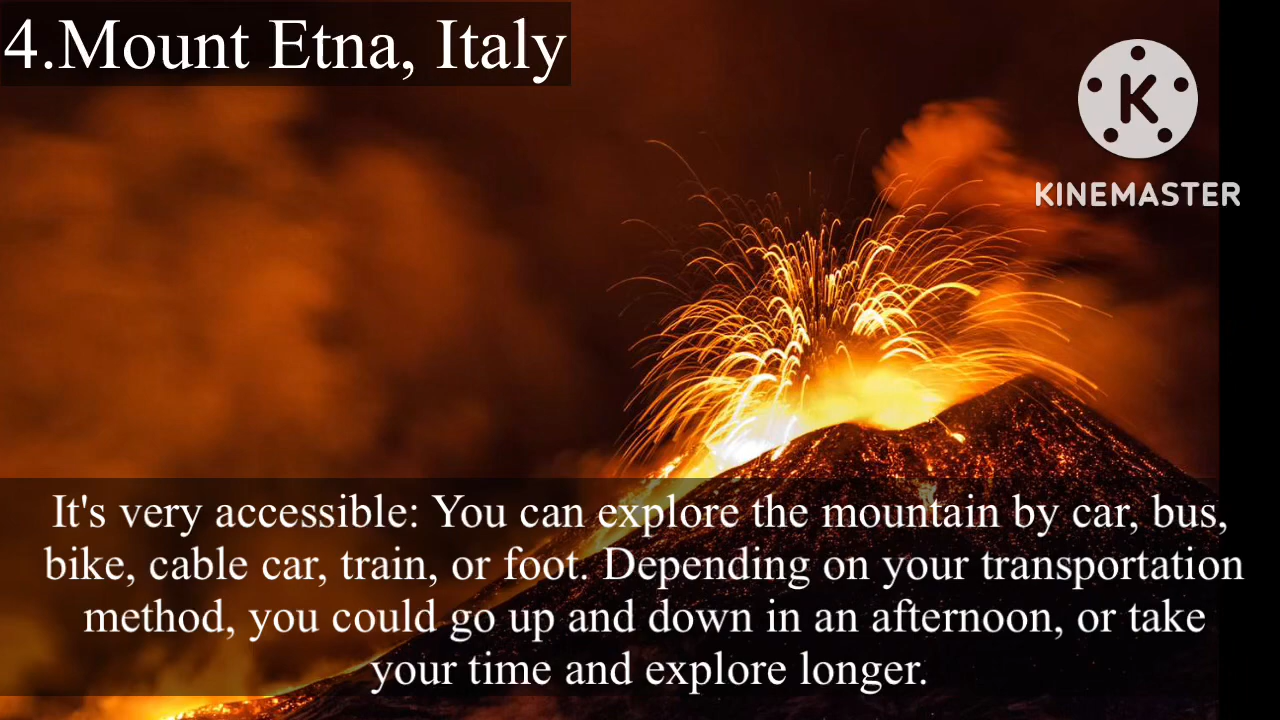 4.Mount Etna, Italy
K
KINEMASTER
It's very accessible: You can explore the mountain by car, bus,
bike, cable car, train, or foot. Depending on your transportation
method, you could go up and down in an afternoon, or take
your time and explore longer.